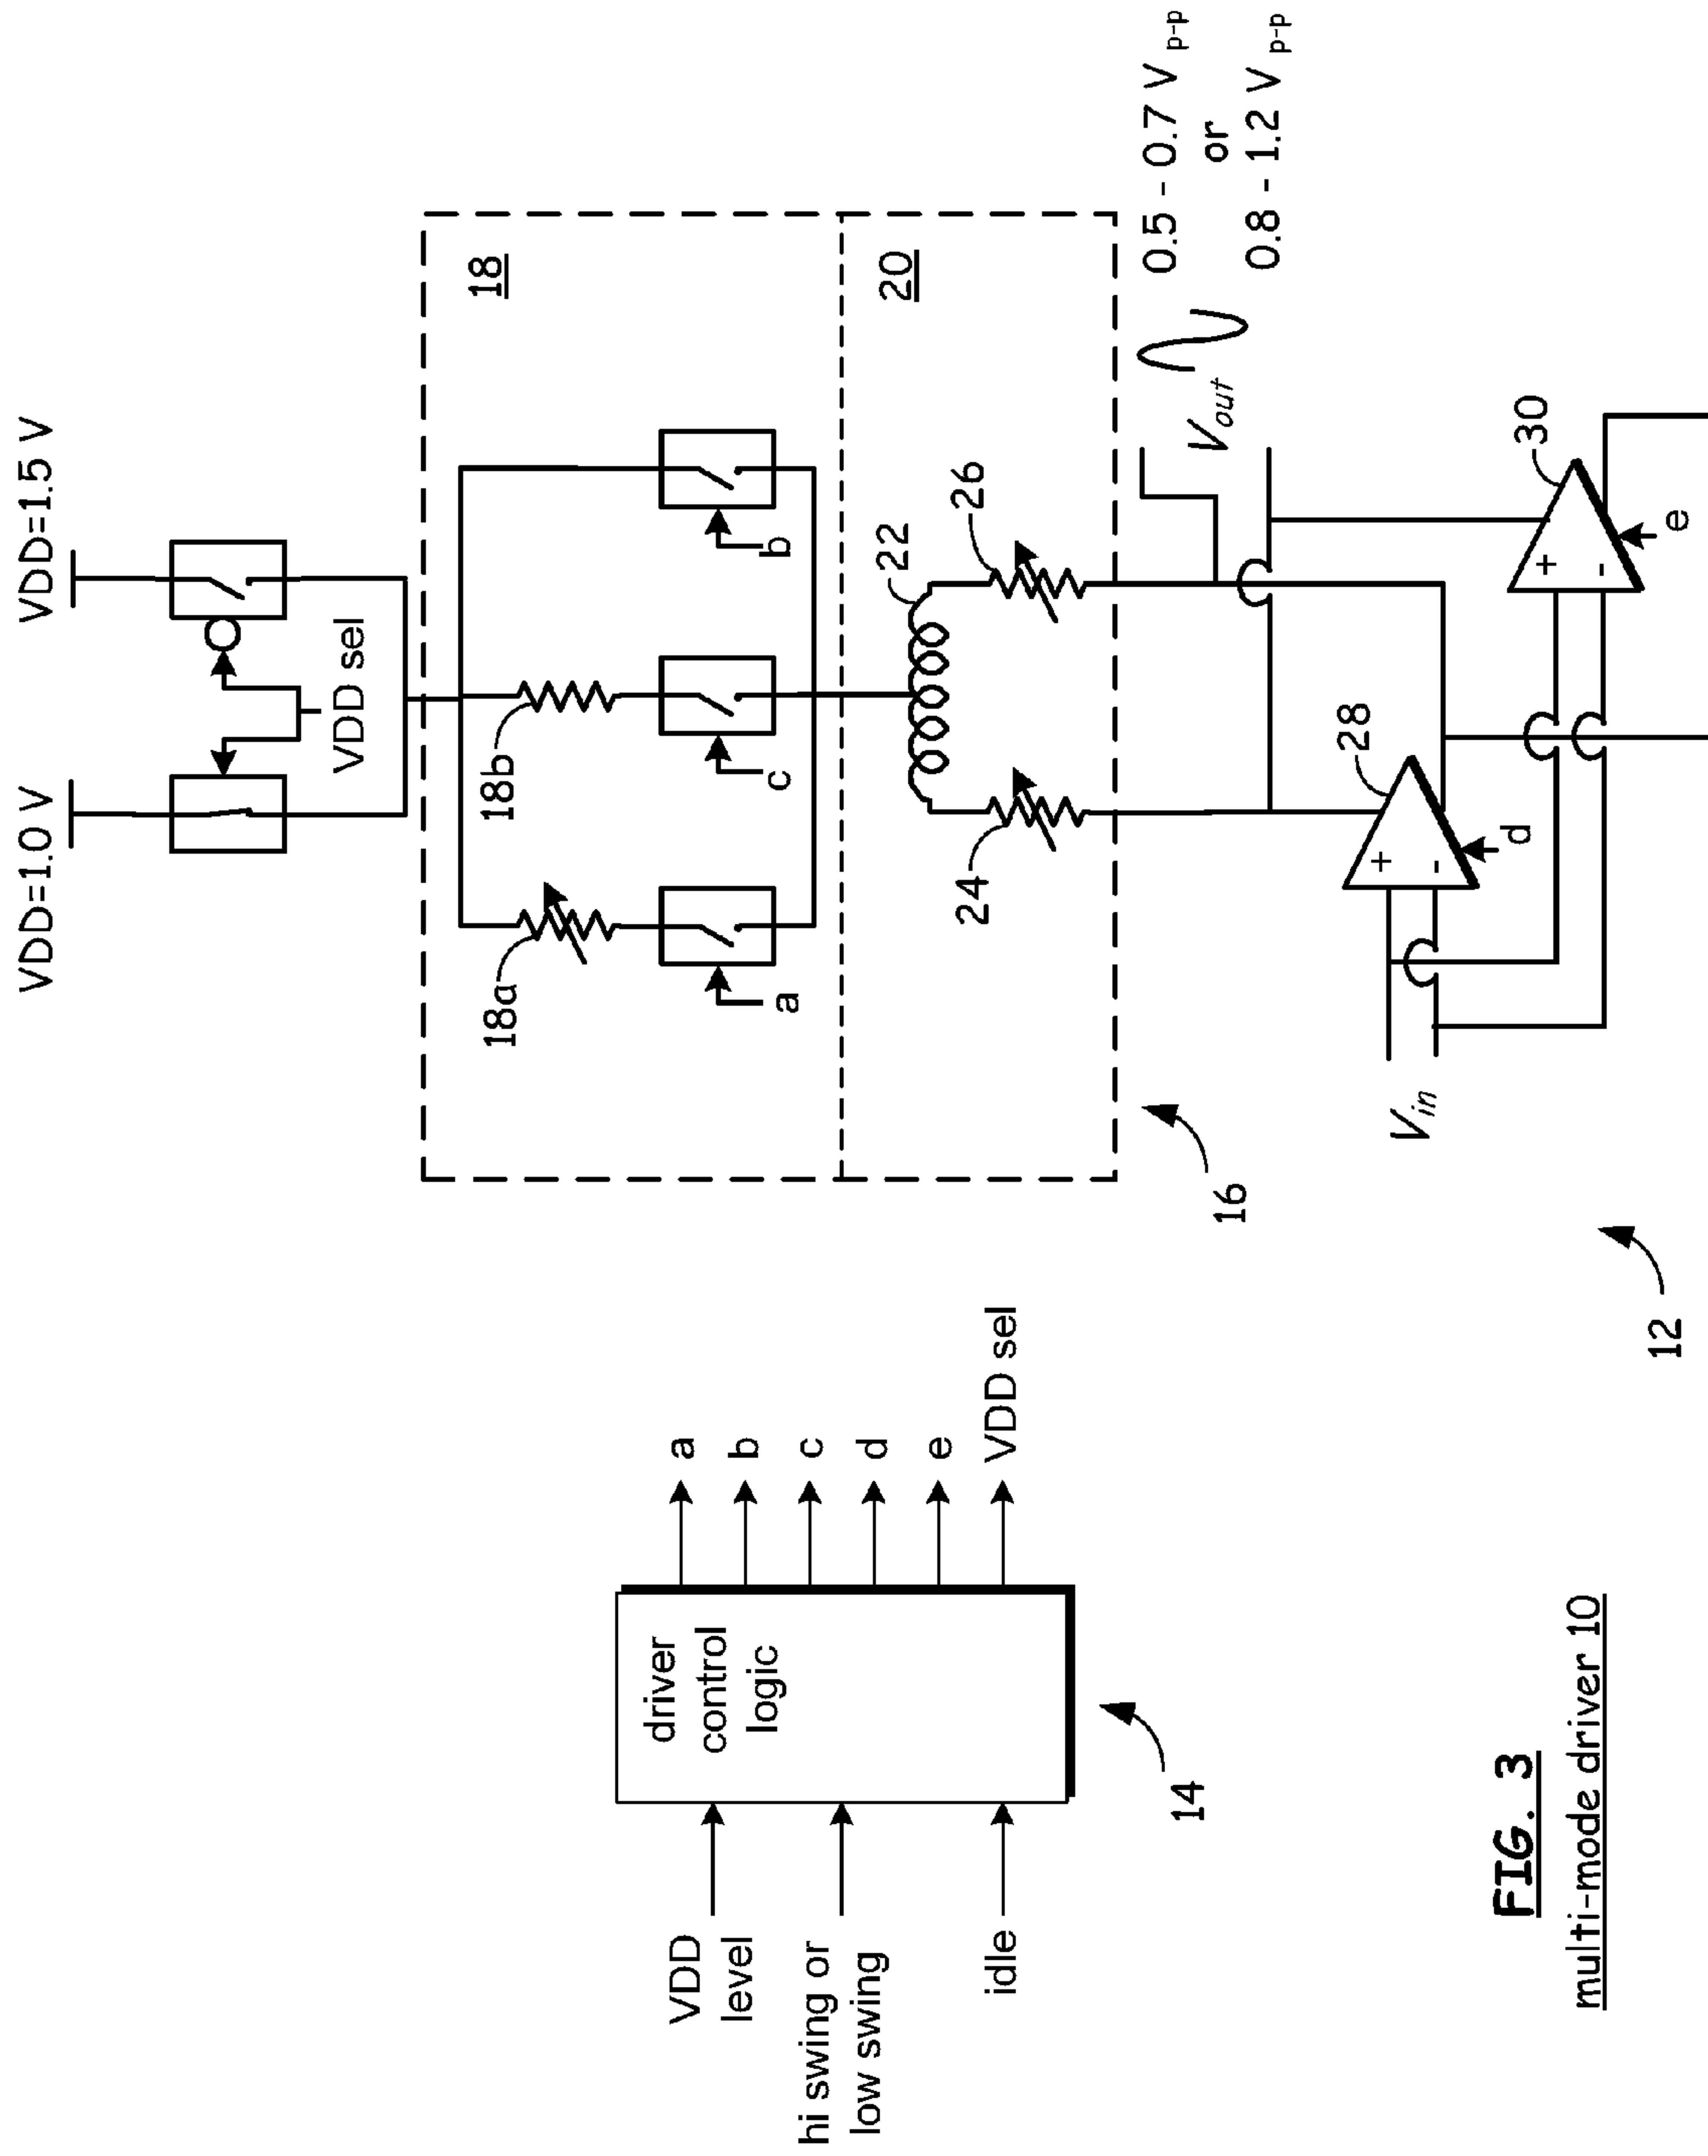 VDD=1.0 V
VDD=1.5 V
VDD sel
18a
18b
18
a
c
b
20
22
24
26
16
Vout
0.5 - 0.7 V p-p
or
0.8 - 1.2 V p-p
Vin
+
-
28
d
+
-
30
e
12
VDD
level
hi swing or
low swing
idle
driver
control
logic
a
b
c
d
e
VDD sel
14
FIG. 3
multi-mode driver 10